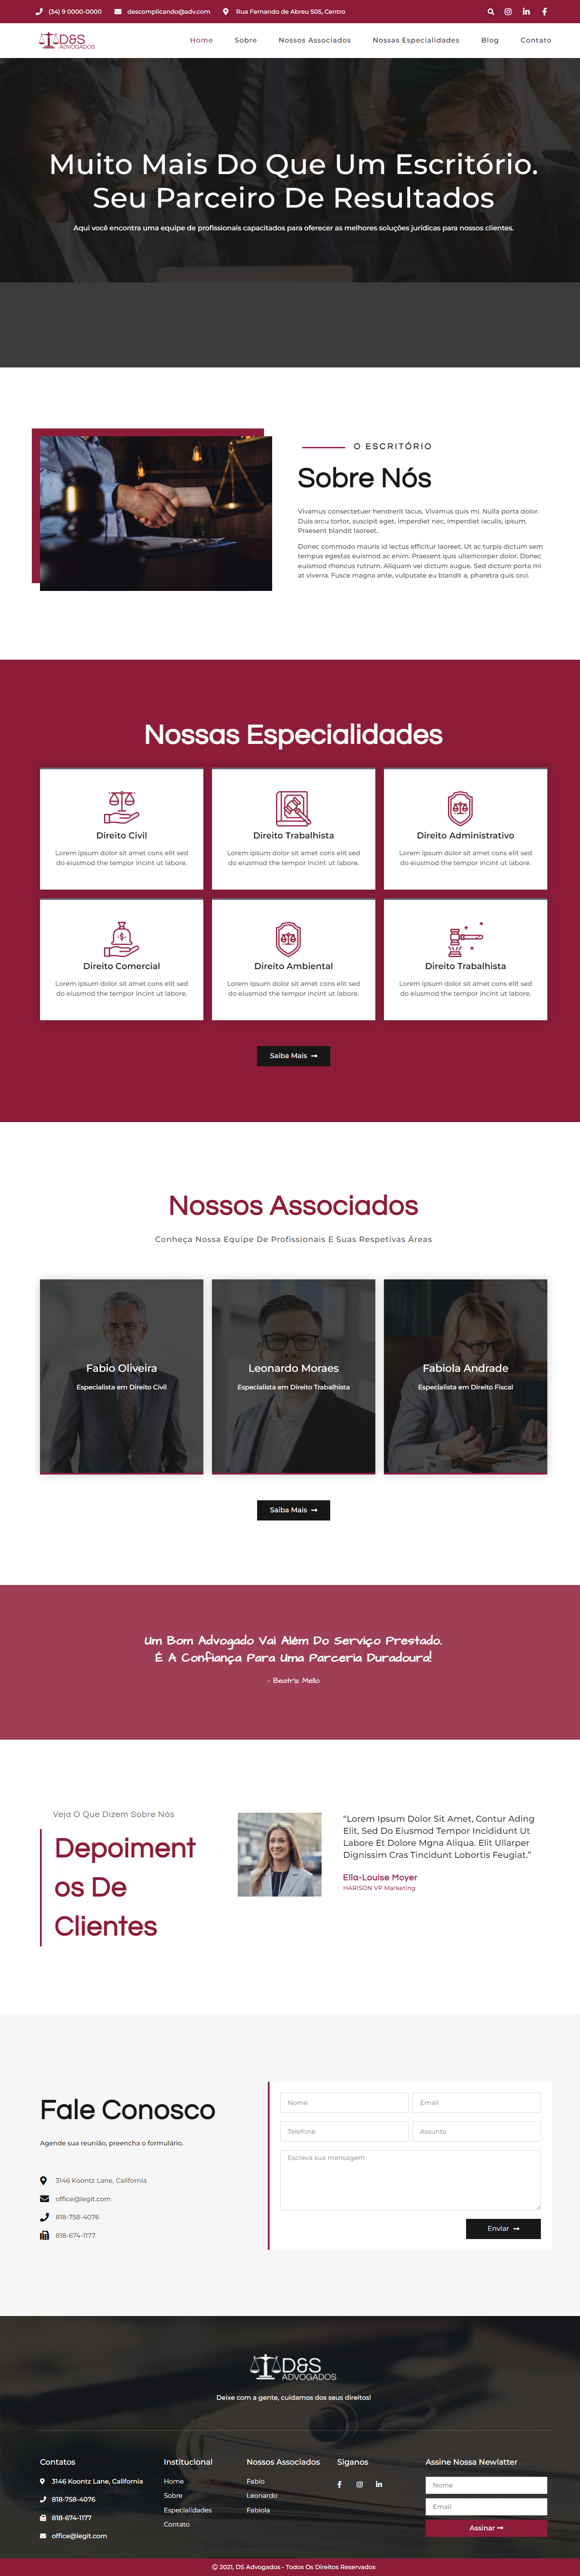 (34) 9 0000-0000 descomplicando@adv.com Rua Fernando de Abreu 505, Centro
D&S ADVOGADOS
Home Sobre Nossos Associados Nossas Especialidades Blog Contato
Muito Mais Do Que Um Escritório.
Seu Parceiro De Resultados
Aqui você encontra uma equipe de profissionais capacitados para oferecer as melhores soluções jurídicas para nossos clientes.
O ESCRITÓRIO
Sobre Nós
Vivamus consectetuer hendrerit lacus. Vivamus quis mi. Nulla porta dolor.
Duis arcu tortor, suscipit eget, imperdiet nec, imperdiet iaculis, ipsum.
Praesent blandit laoreet.
Donec commodo mauris id lectus efficitur laoreet. Ut ac turpis dictum sem
tempus egestas euismod ac enim. Praesent quis ullamcorper dolor. Donec
euismod rhoncus rutrum. Aliquam vel dictum augue. Sed dictum porta mi
at viverra. Fusce magna ante, vulputate eu blandit a, pharetra quis orci.
Nossas Especialidades
Direito Civil
Lorem ipsum dolor sit amet cons elit sed
do eiusmod the tempor incint ut labore.
Direito Trabalhista
Lorem ipsum dolor sit amet cons elit sed
do eiusmod the tempor incint ut labore.
Direito Administrativo
Lorem ipsum dolor sit amet cons elit sed
do eiusmod the tempor incint ut labore.
Direito Comercial
Lorem ipsum dolor sit amet cons elit sed
do eiusmod the tempor incint ut labore.
Direito Ambiental
Lorem ipsum dolor sit amet cons elit sed
do eiusmod the tempor incint ut labore.
Direito Trabalhista
Lorem ipsum dolor sit amet cons elit sed
do eiusmod the tempor incint ut labore.
Saiba Mais
Nossos Associados
Conheça Nossa Equipe De Profissionais E Suas Respetivas Áreas
Fabio Oliveira
Especialista em Direito Civil
Leonardo Moraes
Especialista em Direito Trabalhista
Fabiola Andrade
Especialista em Direito Fiscal
Saiba Mais
Um Bom Advogado Vai Além Do Serviço Prestado.
É A Confiança Para Uma Parceria Duradoura!
- Beatriz Mello
Veja O Que Dizem Sobre Nós
Depoiment
os De
Clientes
“Lorem Ipsum Dolor Sit Amet, Contur Ading
Elit, Sed Do Eiusmod Tempor Incididunt Ut
Labore Et Dolore Mgna Aliqua. Elit Ullarper
Dignissim Cras Tincidunt Lobortis Feugiat.”
Ella-Louise Moyer
HARISON VP Marketing
Fale Conosco
Agende sua reunião, preencha o formulário.
3146 Koontz Lane, California
office@legit.com
818-758-4076
818-674-1177
Nome Email
Telefone Assunto
Escreva sua mensagem
Enviar
D&S ADVOGADOS
Deixe com a gente, cuidamos dos seus direitos!
Contatos
3146 Koontz Lane, California
818-758-4076
818-674-1177
office@legit.com
Institucional
Home
Sobre
Especialidades
Contato
Nossos Associados
Fabio
Leonardo
Fabiola
Siganos
Assine Nossa Newlatter
Nome
Email
Assinar
© 2021, DS Advogados - Todos Os Direitos Reservados